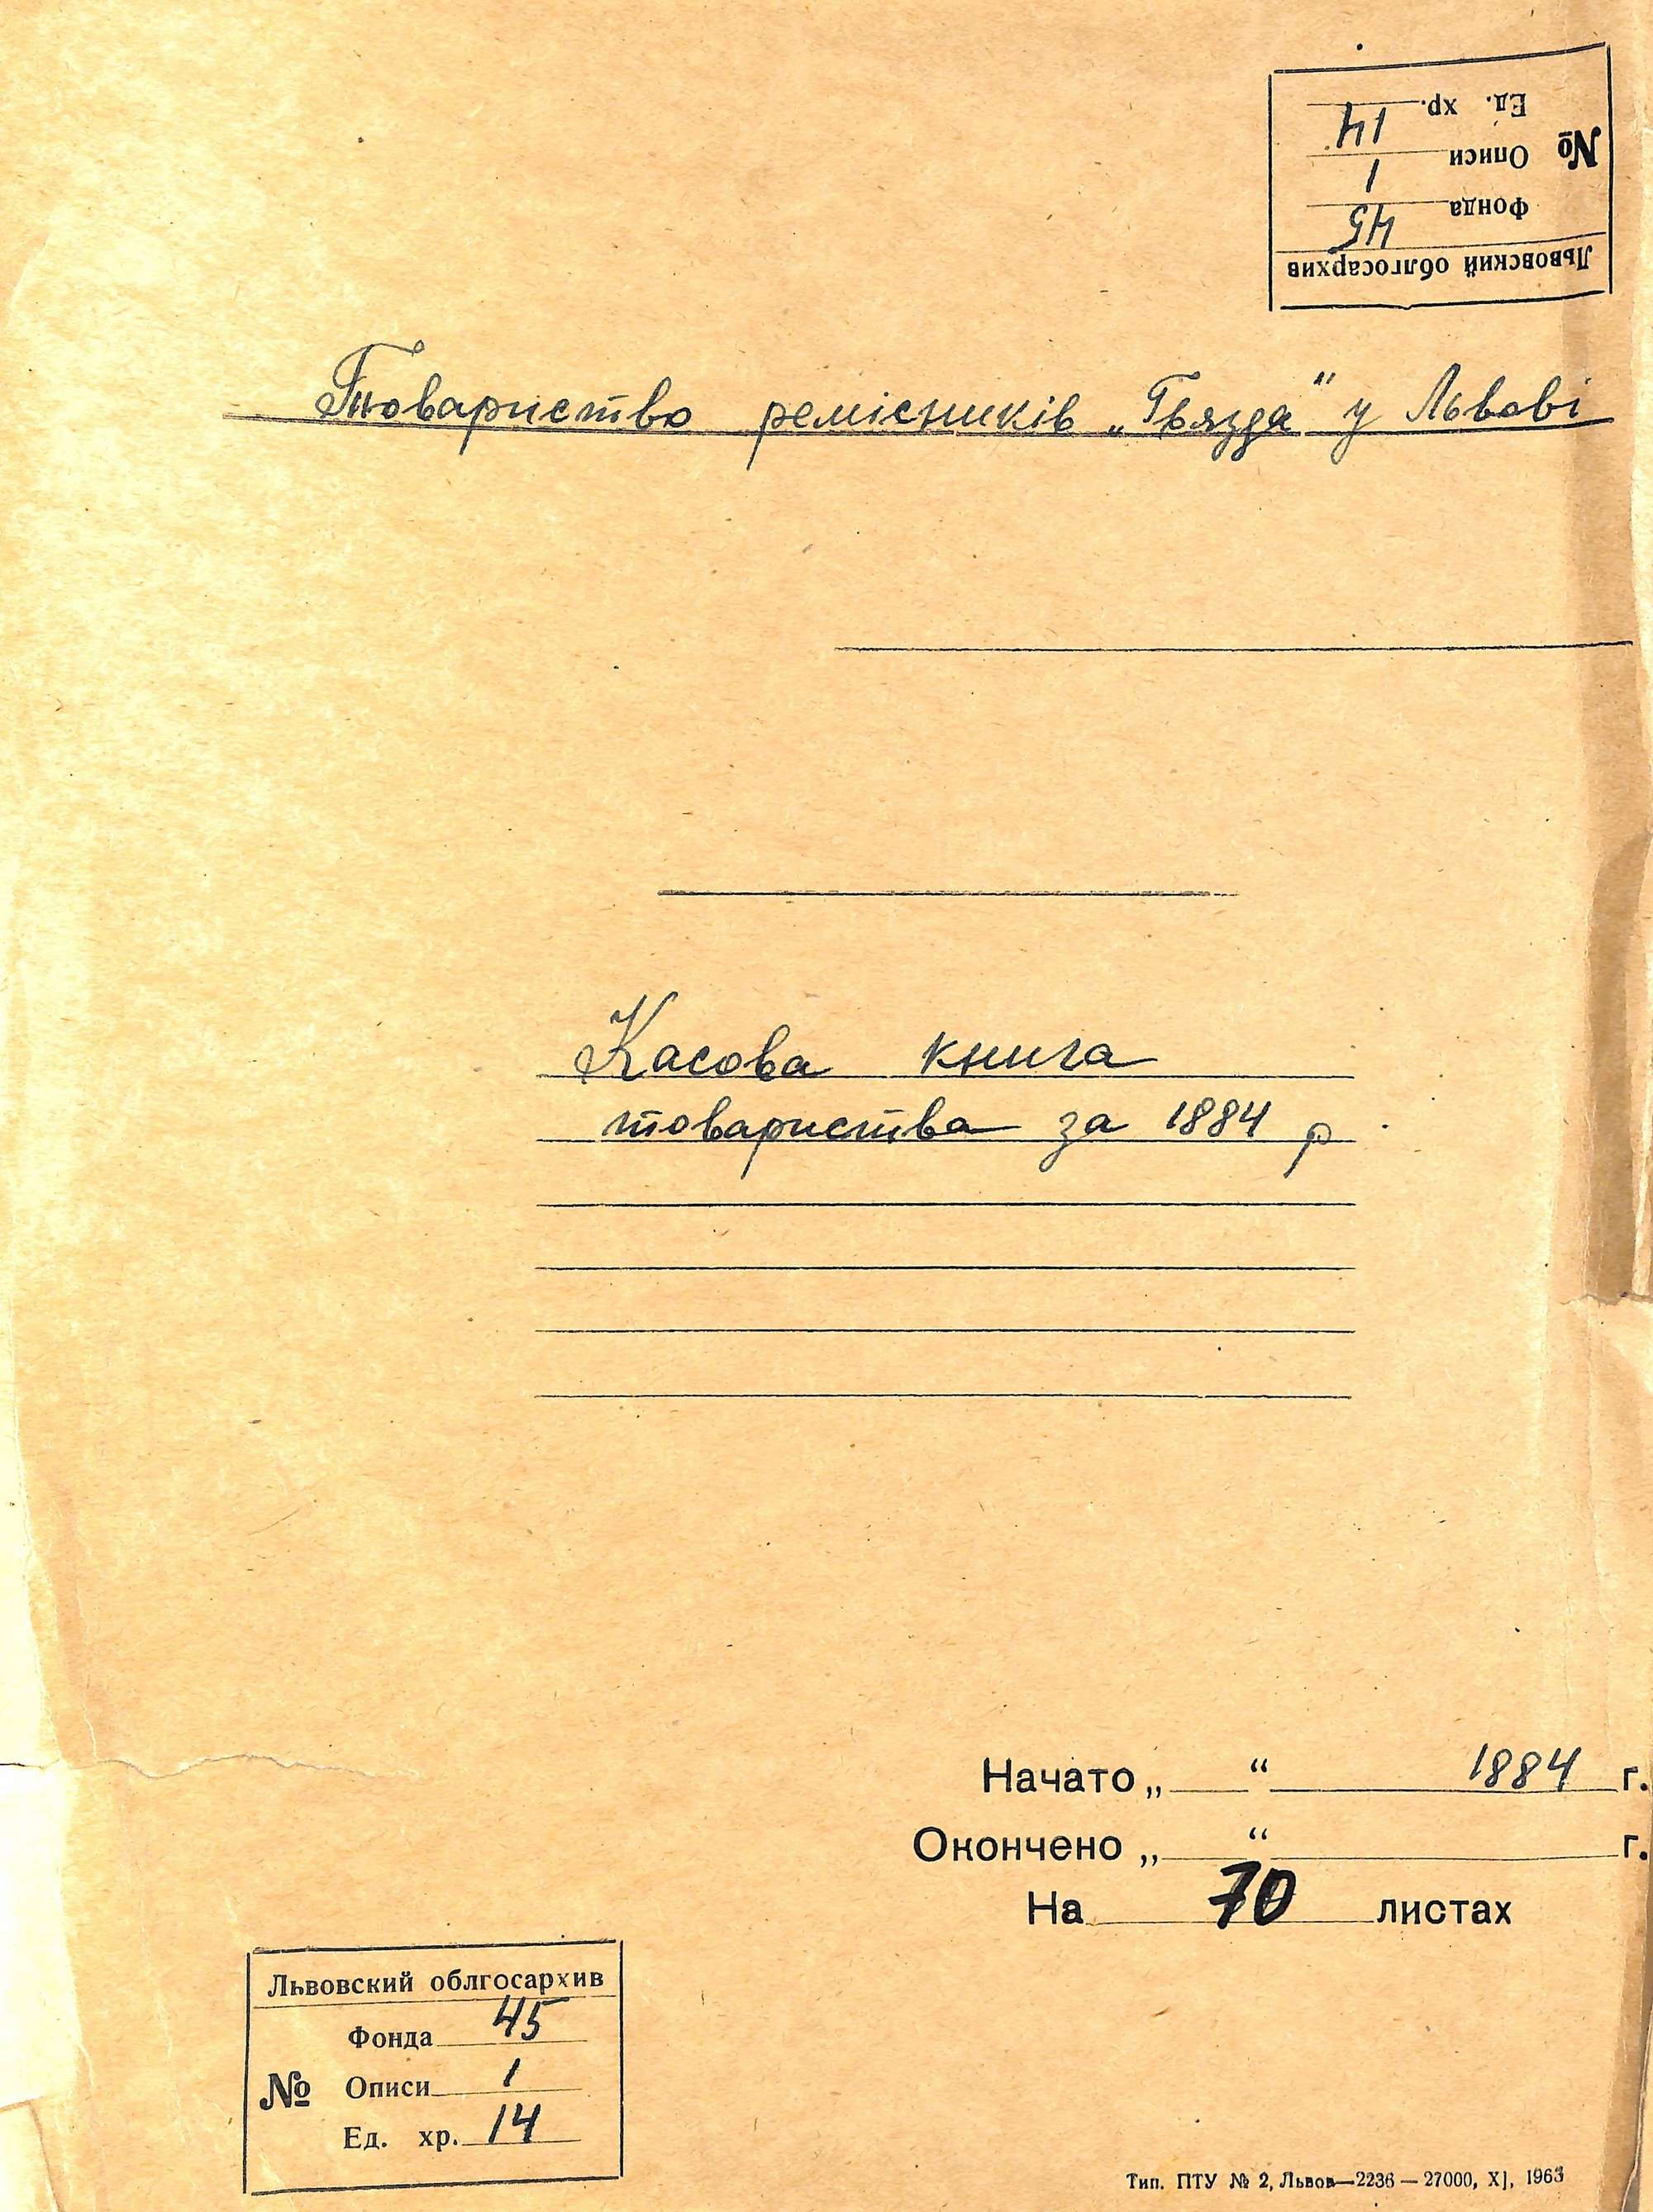 Львовский облгосархив
Фонда 45
№ Описи 1
Ед. хр. 14
Товариство ремісників „Гвязда" у Львові
Касова книга
товариства за 1884 р
Начато „ “ 1884 г.
Окончено „ “ г.
На 70 листах
Львовский облгосархив
Фонда 45
№ Описи 1
Ед. хр. 14
Тип. ПТУ № 2, Львов—2236 — 27000, XI, 1963